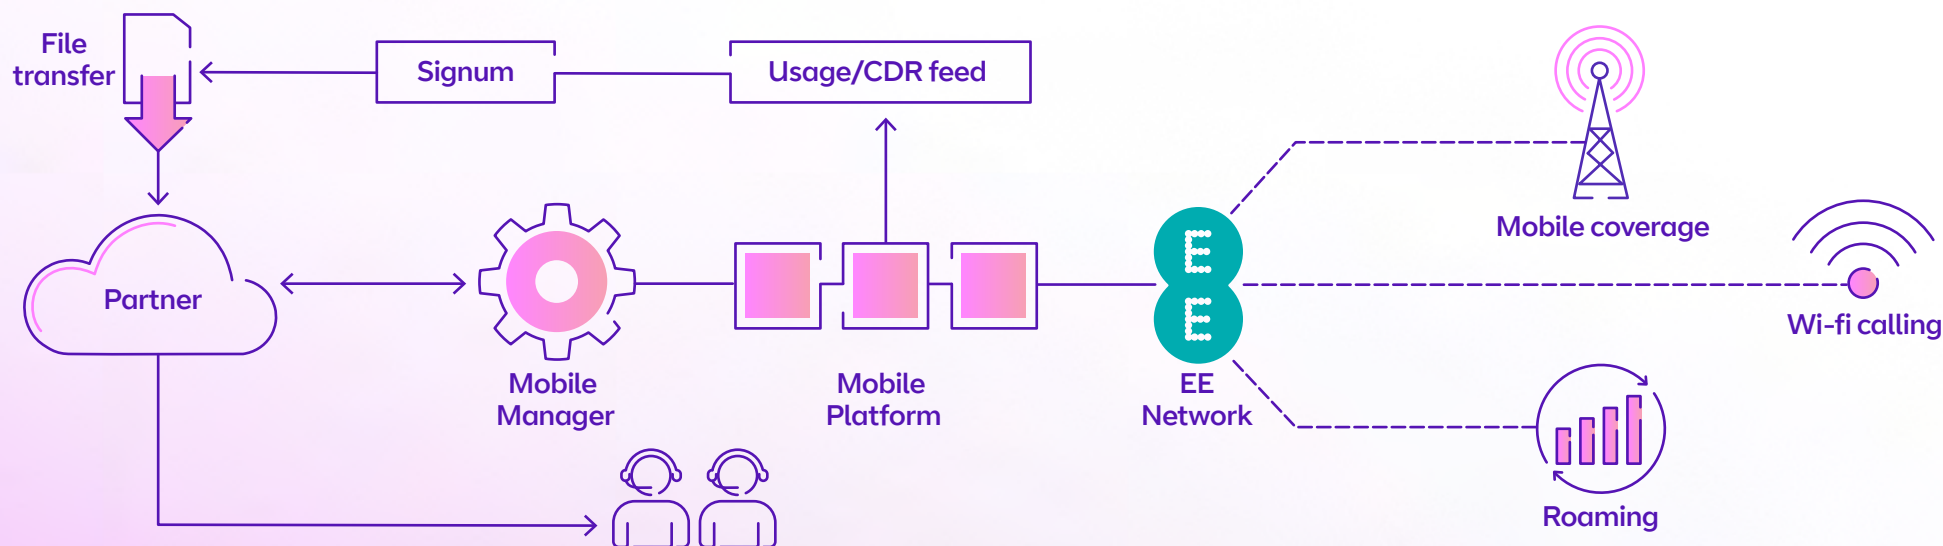 File
transfer
Signum
Usage/CDR feed
Mobile coverage
Partner
E
E
Wi-fi calling
Mobile
Manager
Mobile
Platform
EE
Network
Roaming